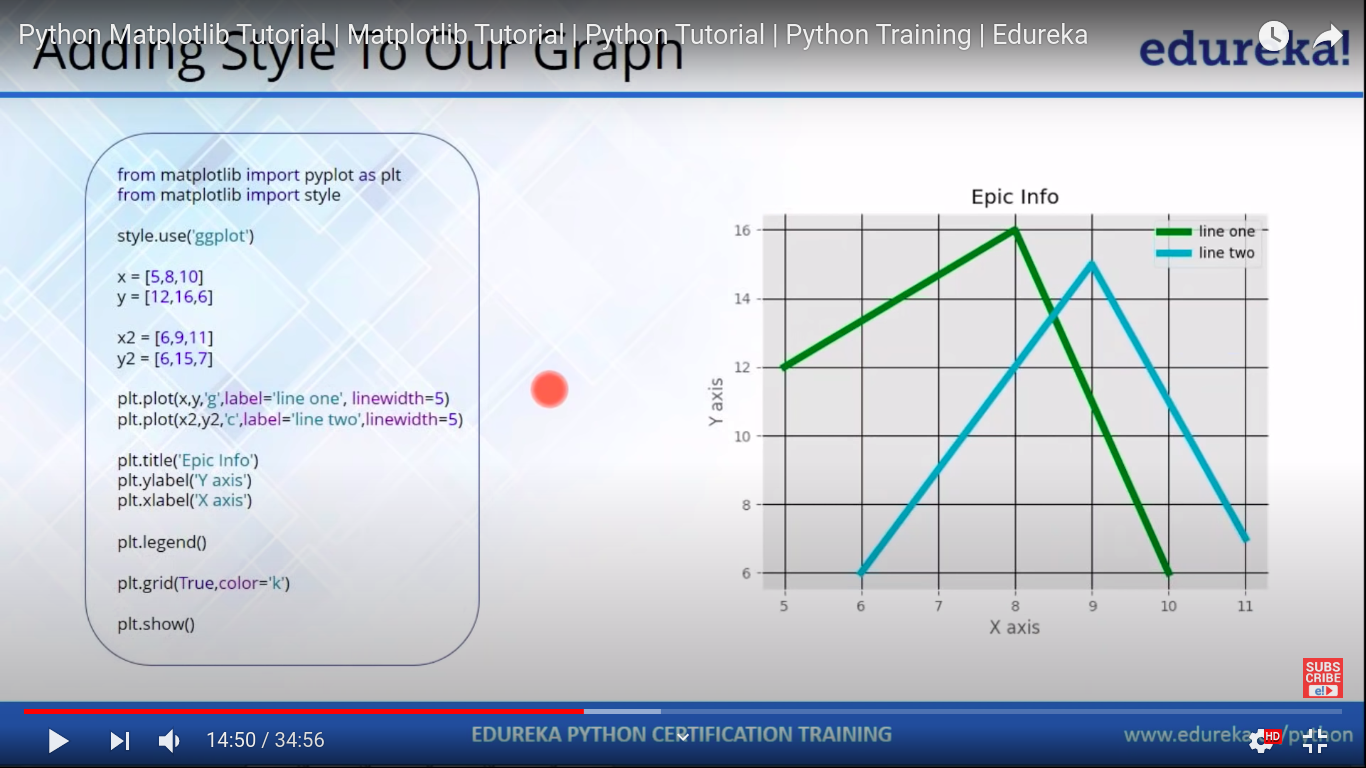 Python Matplotlib Tutorial | Matplotlib Tutorial | Python Tutorial | Python Training | Edureka
Adding Style To Our Graph
edureka!
from matplotlib import pyplot as plt
from matplotlib import style
style.use('ggplot')
x = [5,8,10]
y = [12,16,6]
x2 = [6,9,11]
y2 = [6,15,7]
plt.plot(x,y,'g',label='line one', linewidth=5)
plt.plot(x2,y2,'c',label='line two',linewidth=5)
plt.title('Epic Info')
plt.ylabel('Y axis')
plt.xlabel('X axis')
plt.legend()
plt.grid(True,color='k')
plt.show()
Epic Info
line one
line two
Y axis
16
14
12
10
8
6
5 6 7 8 9 10 11
X axis
SUBS
CRIBE
e!
14:50 / 34:56
EDUREKA PYTHON CERTIFICATION TRAINING
www.edureka.co/python
HD